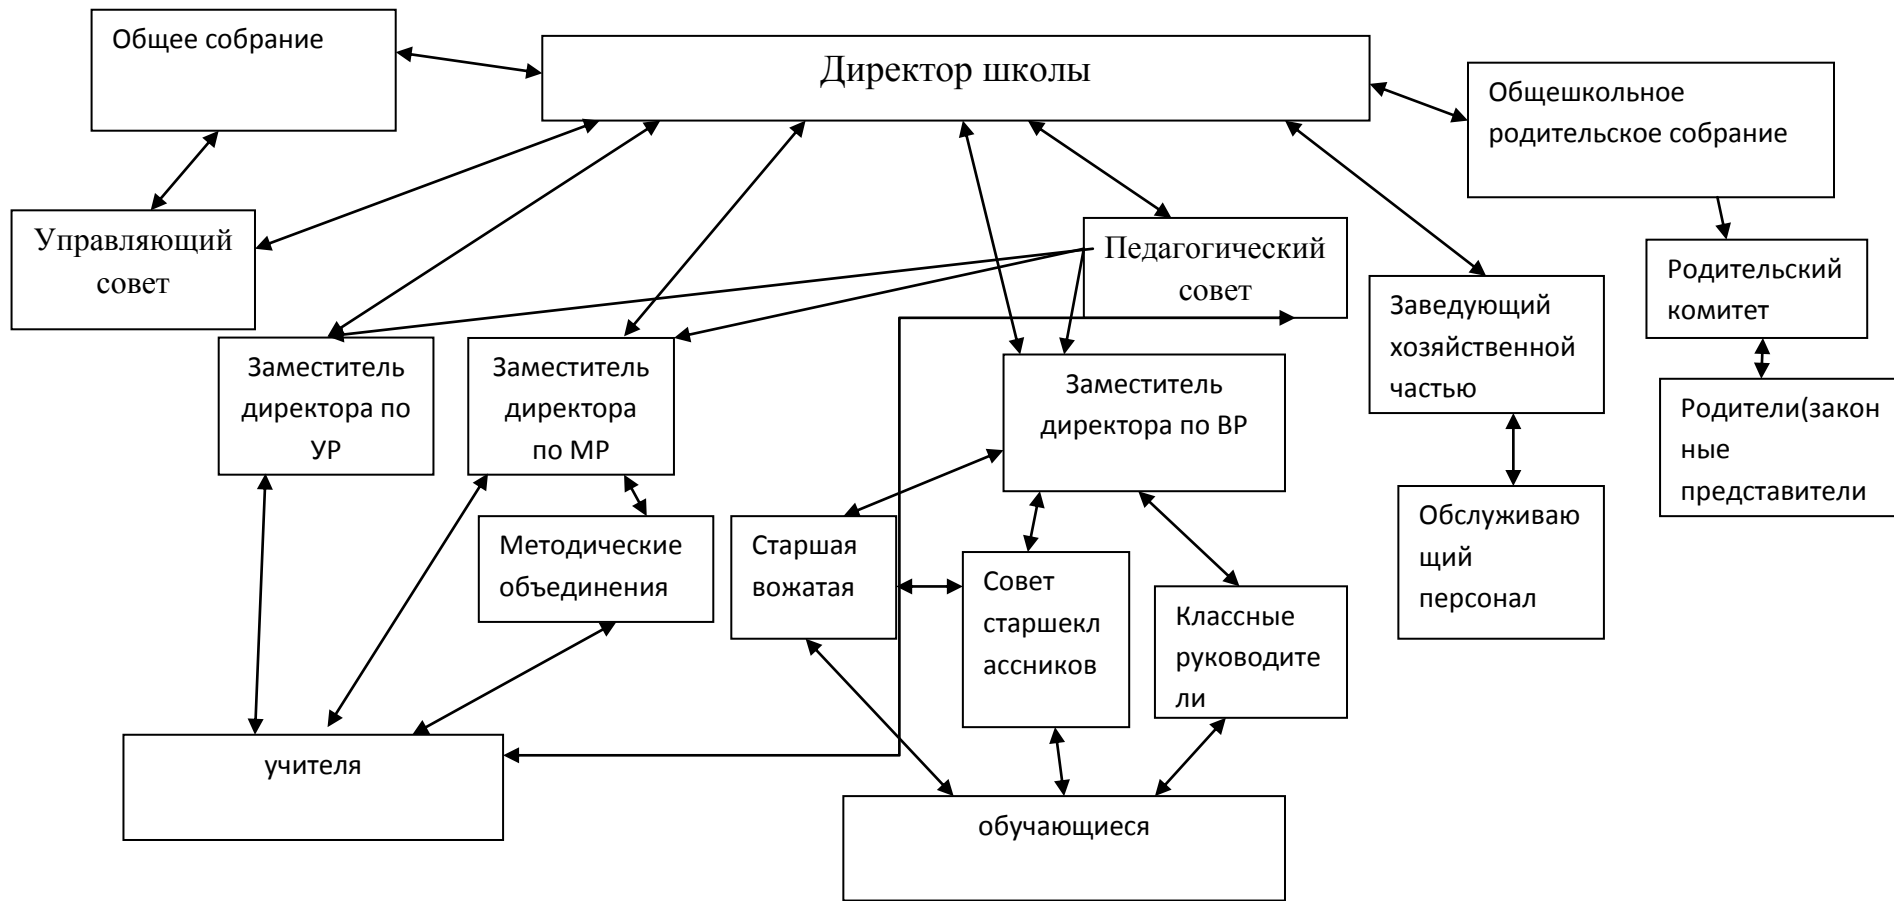 Общее собрание
Директор школы
Общешкольное
родительское собрание
Управляющий
совет
Педагогический
совет
Родительский
комитет
Заведующий
хозяйственной
частью
Заместитель
директора по
УР
Заместитель
директора
по МР
Заместитель
директора по ВР
Родители(закон
ные
представители
Обслуживаю
щий
персонал
Методические
объединения
Старшая
вожатая
Совет
старшекл
ассников
Классные
руководите
ли
учителя
обучающиеся